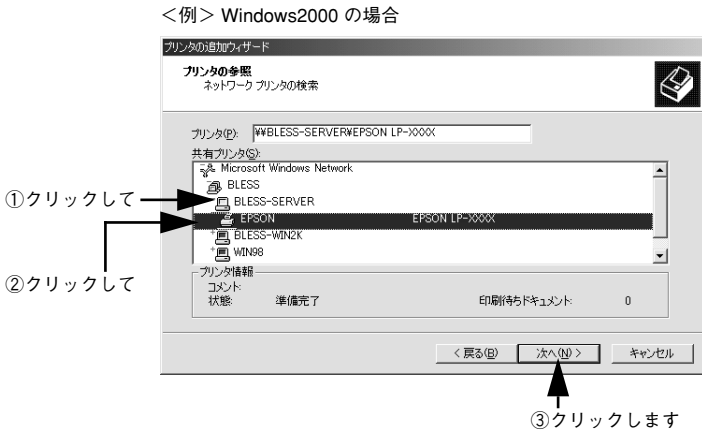 ＜例＞ Windows2000 の場合
プリンタの追加ウィザード
プリンタの参照
ネットワーク プリンタの検索
プリンタ(P): ¥¥BLESS-SERVER¥EPSON LP-XXXX
共有プリンタ(S):
Microsoft Windows Network
BLESS
①クリックして
BLESS-SERVER
EPSON EPSON LP-XXXX
BLESS-WIN2K
WIN98
②クリックして
プリンタ情報
コメント:
状態: 準備完了 印刷待ちドキュメント: 0
< 戻る(B) 次へ(N) > キャンセル
③クリックします